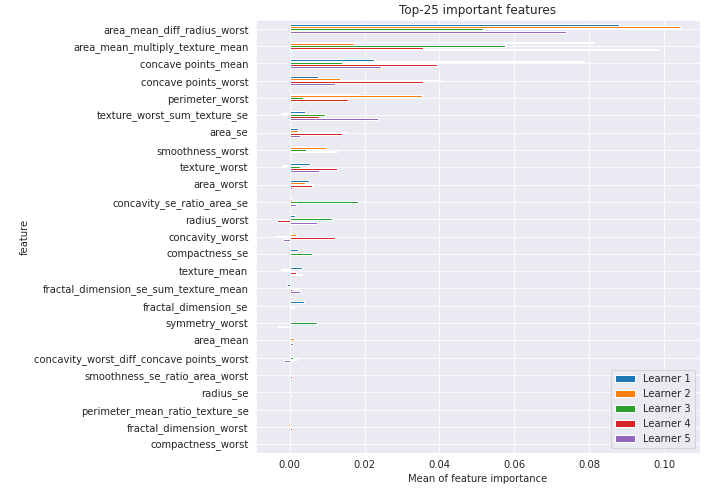 Top-25 important features
area_mean_diff_radius_worst
area_mean_multiply_texture_mean
concave points_mean
concave points_worst
perimeter_worst
texture_worst_sum_texture_se
area_se
smoothness_worst
texture_worst
area_worst
concavity_se_ratio_area_se
radius_worst
concavity_worst
compactness_se
texture_mean
fractal_dimension_se_sum_texture_mean
fractal_dimension_se
symmetry_worst
area_mean
concavity_worst_diff_concave points_worst
smoothness_se_ratio_area_worst
radius_se
perimeter_mean_ratio_texture_se
fractal_dimension_worst
compactness_worst
feature
Learner 1
Learner 2
Learner 3
Learner 4
Learner 5
0.00 0.02 0.04 0.06 0.08 0.10
Mean of feature importance